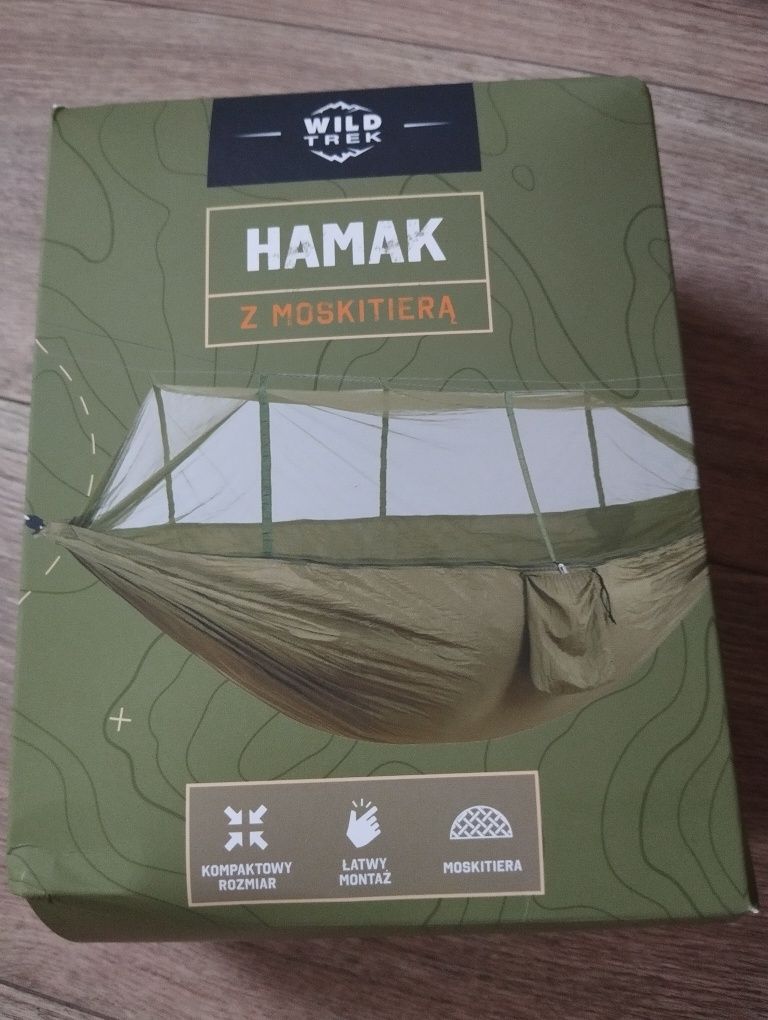 WILD
TREK
HAMAK
Z MOSKITIERĄ
KOMPAKTOWY
ROZMIAR
ŁATWY
MONTAŻ
MOSKITIERA